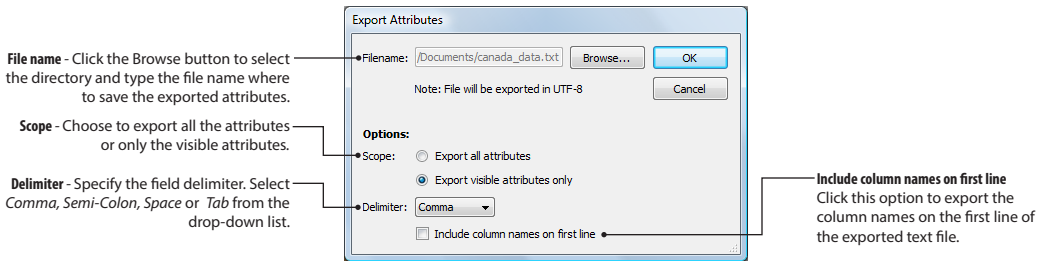 Export Attributes
File name - Click the Browse button to select
the directory and type the file name where
to save the exported attributes.
Filename: /Documents/canada_data.txt Browse... OK
Note: File will be exported in UTF-8 Cancel
Scope - Choose to export all the attributes
or only the visible attributes.
Options:
Scope: Export all attributes
Export visible attributes only
Delimiter - Specify the field delimiter. Select
Comma, Semi-Colon, Space or Tab from the
drop-down list.
Delimiter: Comma
Include column names on first line
Include column names on first line
Click this option to export the
column names on the first line of
the exported text file.